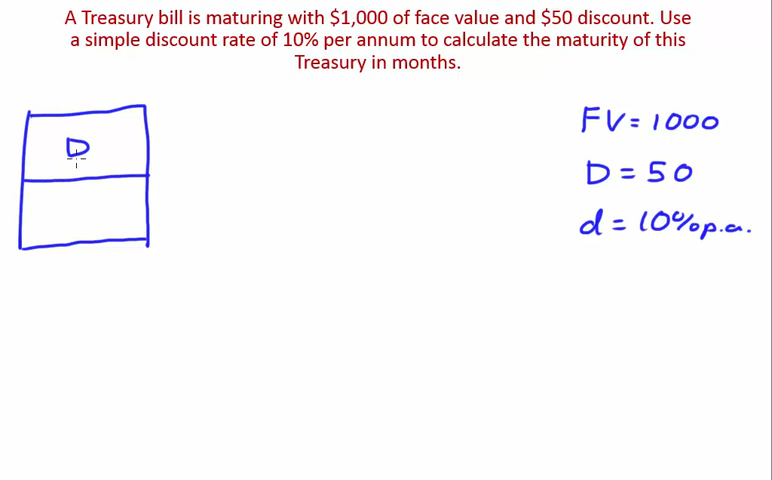 A Treasury bill is maturing with $1,000 of face value and $50 discount. Use
a simple discount rate of 10% per annum to calculate the maturity of this
Treasury in months.
FV=1000
D
D=50
d=10%p.a.